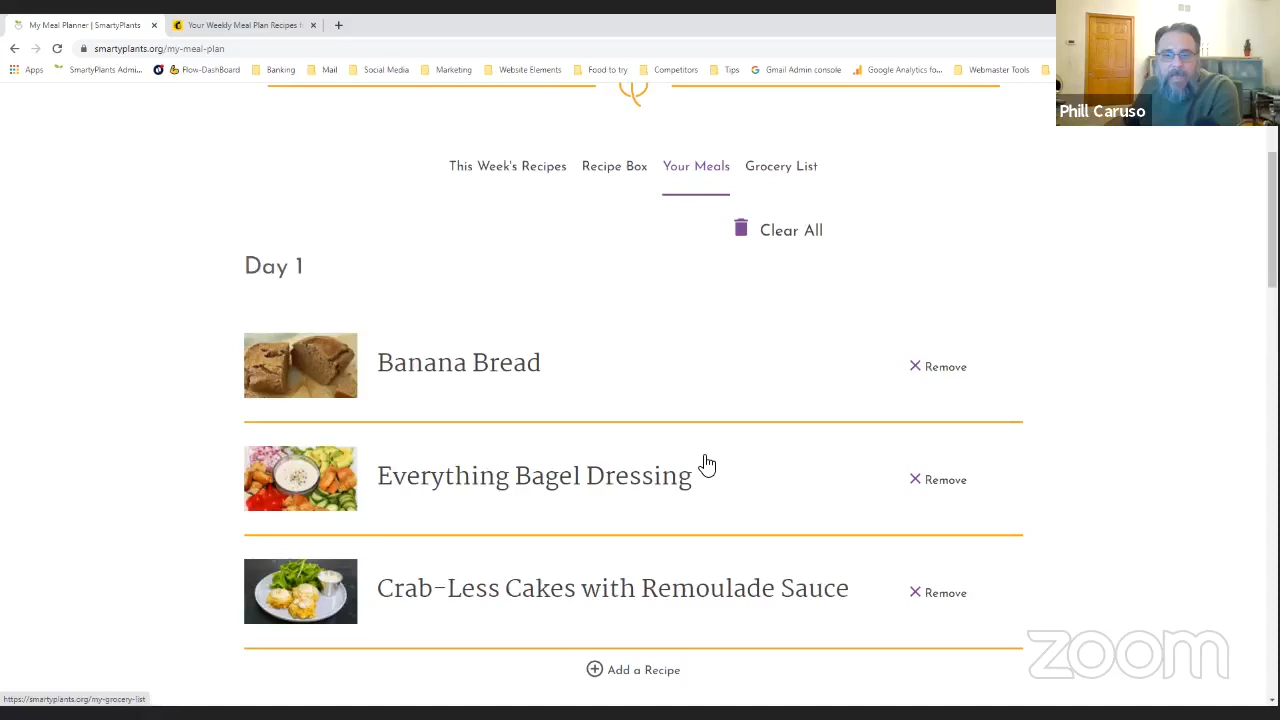 My Meal Planner | SmartyPlants
Your Weekly Meal Plan Recipes f
smartyplants.org/my-meal-plan
Apps
SmartyPlants Admi...
Flow-DashBoard
Banking
Mail
Social Media
Marketing
Website Elements
Food to try
Competitors
Tips
Gmail Admin console
Google Analytics fo...
Webmaster Tools
Phill Caruso
This Week's Recipes
Recipe Box
Your Meals
Grocery List
Clear All
Day 1
Banana Bread
Remove
Everything Bagel Dressing
Remove
Crab-Less Cakes with Remoulade Sauce
Remove
zoom
Add a Recipe
https://smartyplants.org/my-grocery-list